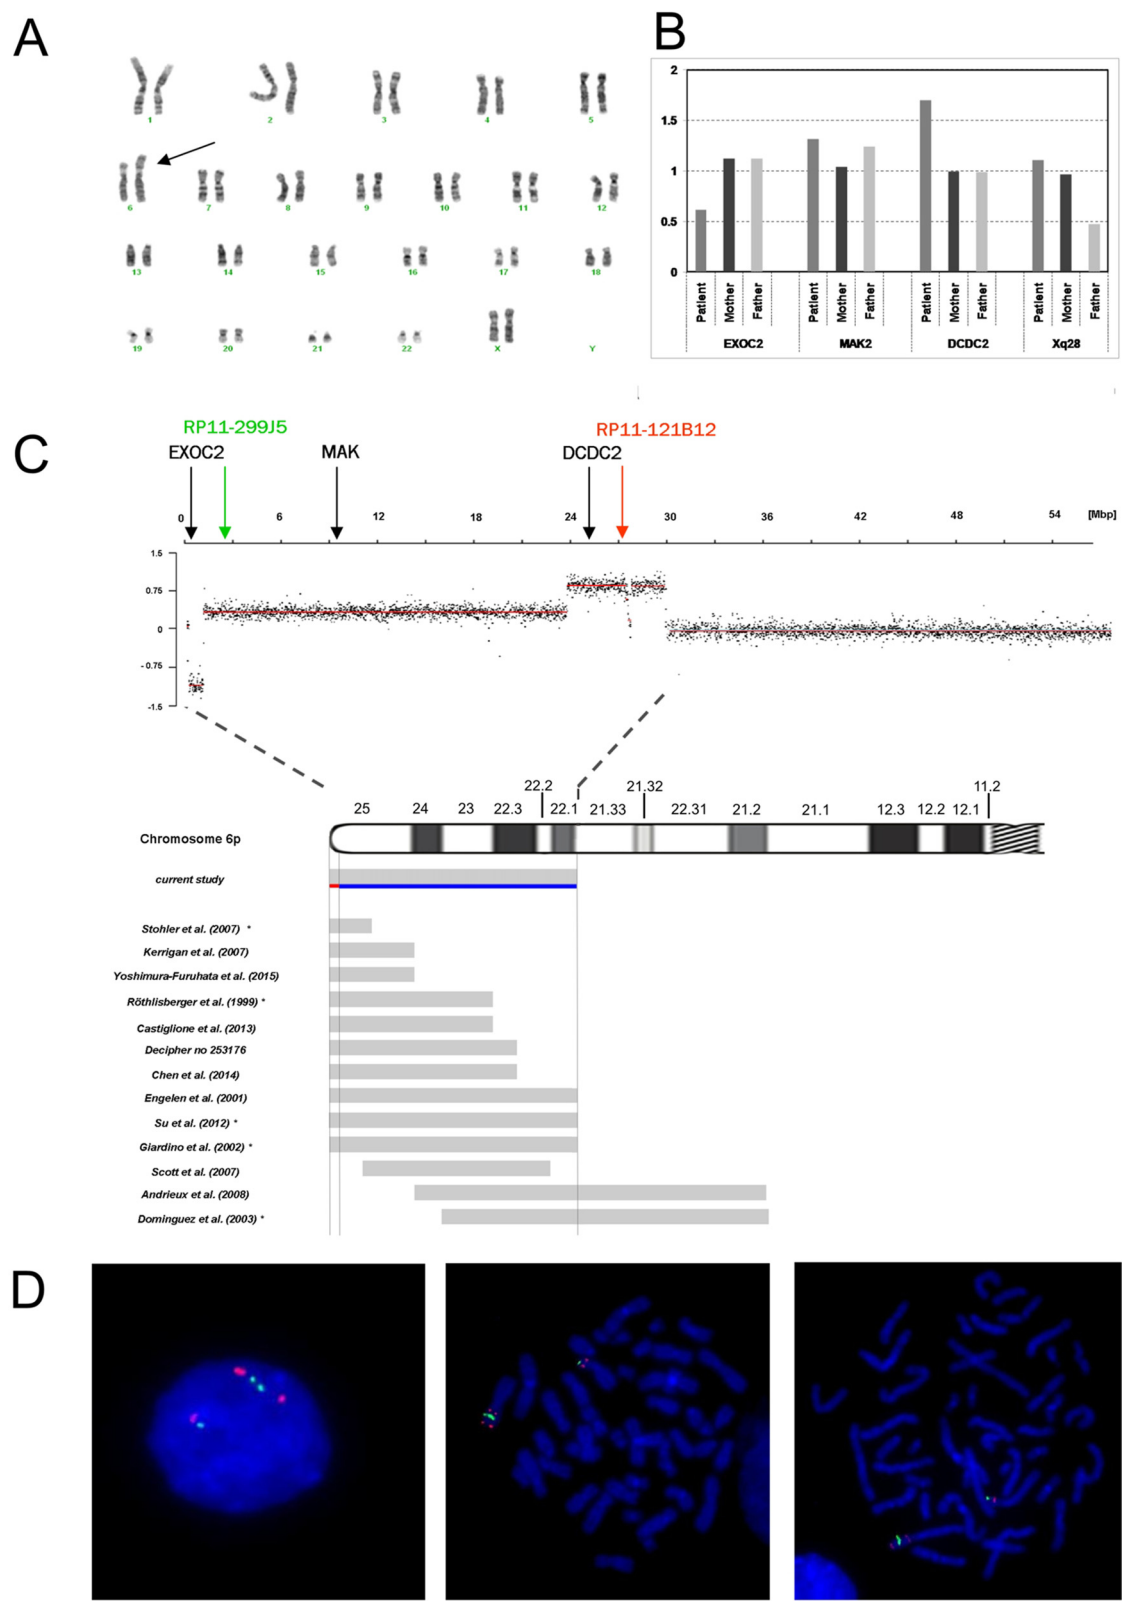 A
1 2 3 4 5
6 7 8 9 10 11 12
13 14 15 16 17 18
19 20 21 22 X Y
B
2
1.5
1
0.5
0
Patient Mother Father Patient Mother Father Patient Mother Father Patient Mother Father
EXOC2 MAK2 DCDC2 Xq28
C
RP11-299J5 RP11-121B12
EXOC2 MAK DCDC2
0 6 12 18 24 30 36 42 48 54 [Mbp]
1.5
0.75
0
-0.75
-1.5
22.2 21.32 11.2
25 24 23 22.3 22.1 21.33 22.31 21.2 21.1 12.3 12.2 12.1
Chromosome 6p
current study
Stohler et al. (2007) *
Kerrigan et al. (2007)
Yoshimura-Furuhata et al. (2015)
Röthlisberger et al. (1999) *
Castiglione et al. (2013)
Decipher no 253176
Chen et al. (2014)
Engelen et al. (2001)
Su et al. (2012) *
Giardino et al. (2002) *
Scott et al. (2007)
Andrieux et al. (2008)
Dominguez et al. (2003) *
D